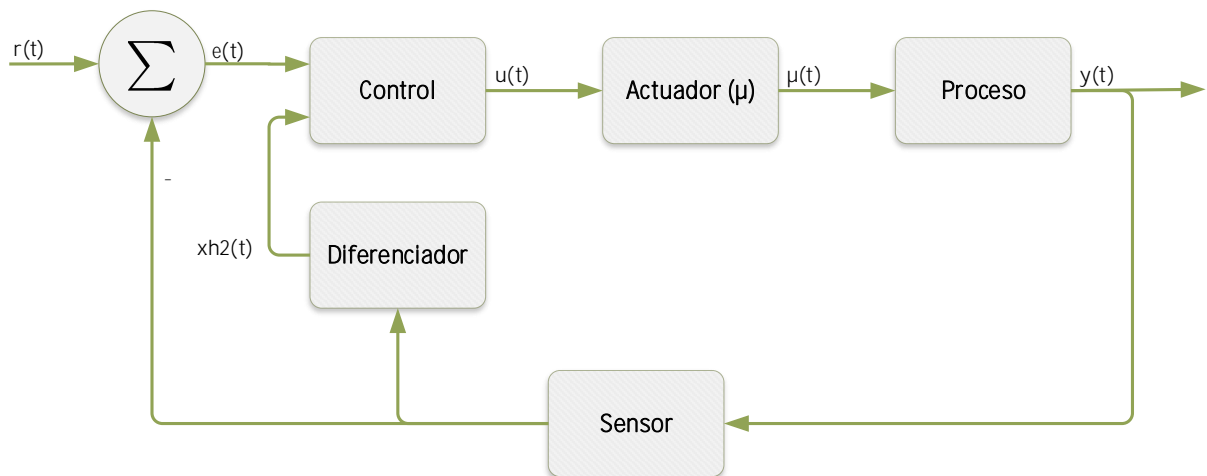 r(t)
Σ
e(t)
Control
u(t)
Actuador (µ)
µ(t)
Proceso
y(t)
-
xh2(t)
Diferenciador
Sensor